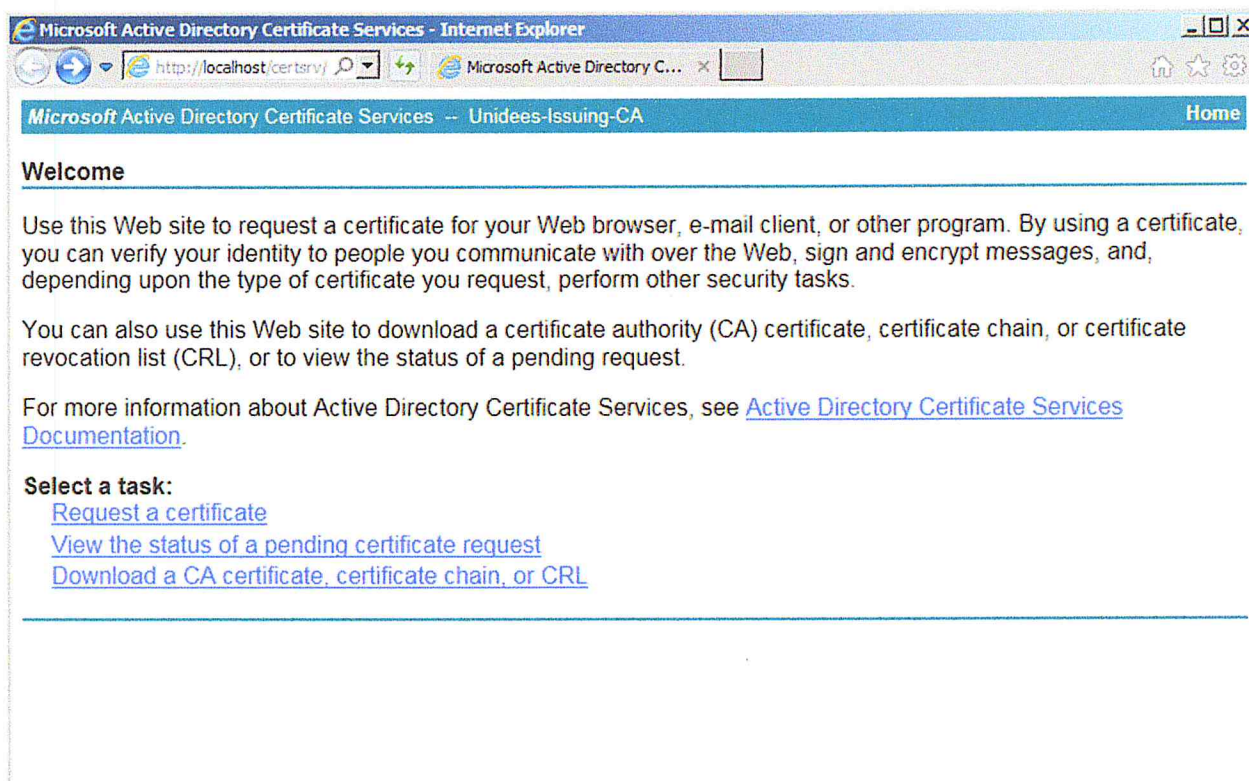 Microsoft Active Directory Certificate Services - Internet Explorer
http://localhost/certsrv/
Microsoft Active Directory C...
Microsoft Active Directory Certificate Services -- Unidees-Issuing-CA
Home
Welcome
Use this Web site to request a certificate for your Web browser, e-mail client, or other program. By using a certificate,
you can verify your identity to people you communicate with over the Web, sign and encrypt messages, and,
depending upon the type of certificate you request, perform other security tasks.
You can also use this Web site to download a certificate authority (CA) certificate, certificate chain, or certificate
revocation list (CRL), or to view the status of a pending request.
For more information about Active Directory Certificate Services, see Active Directory Certificate Services
Documentation.
Select a task:
Request a certificate
View the status of a pending certificate request
Download a CA certificate, certificate chain, or CRL